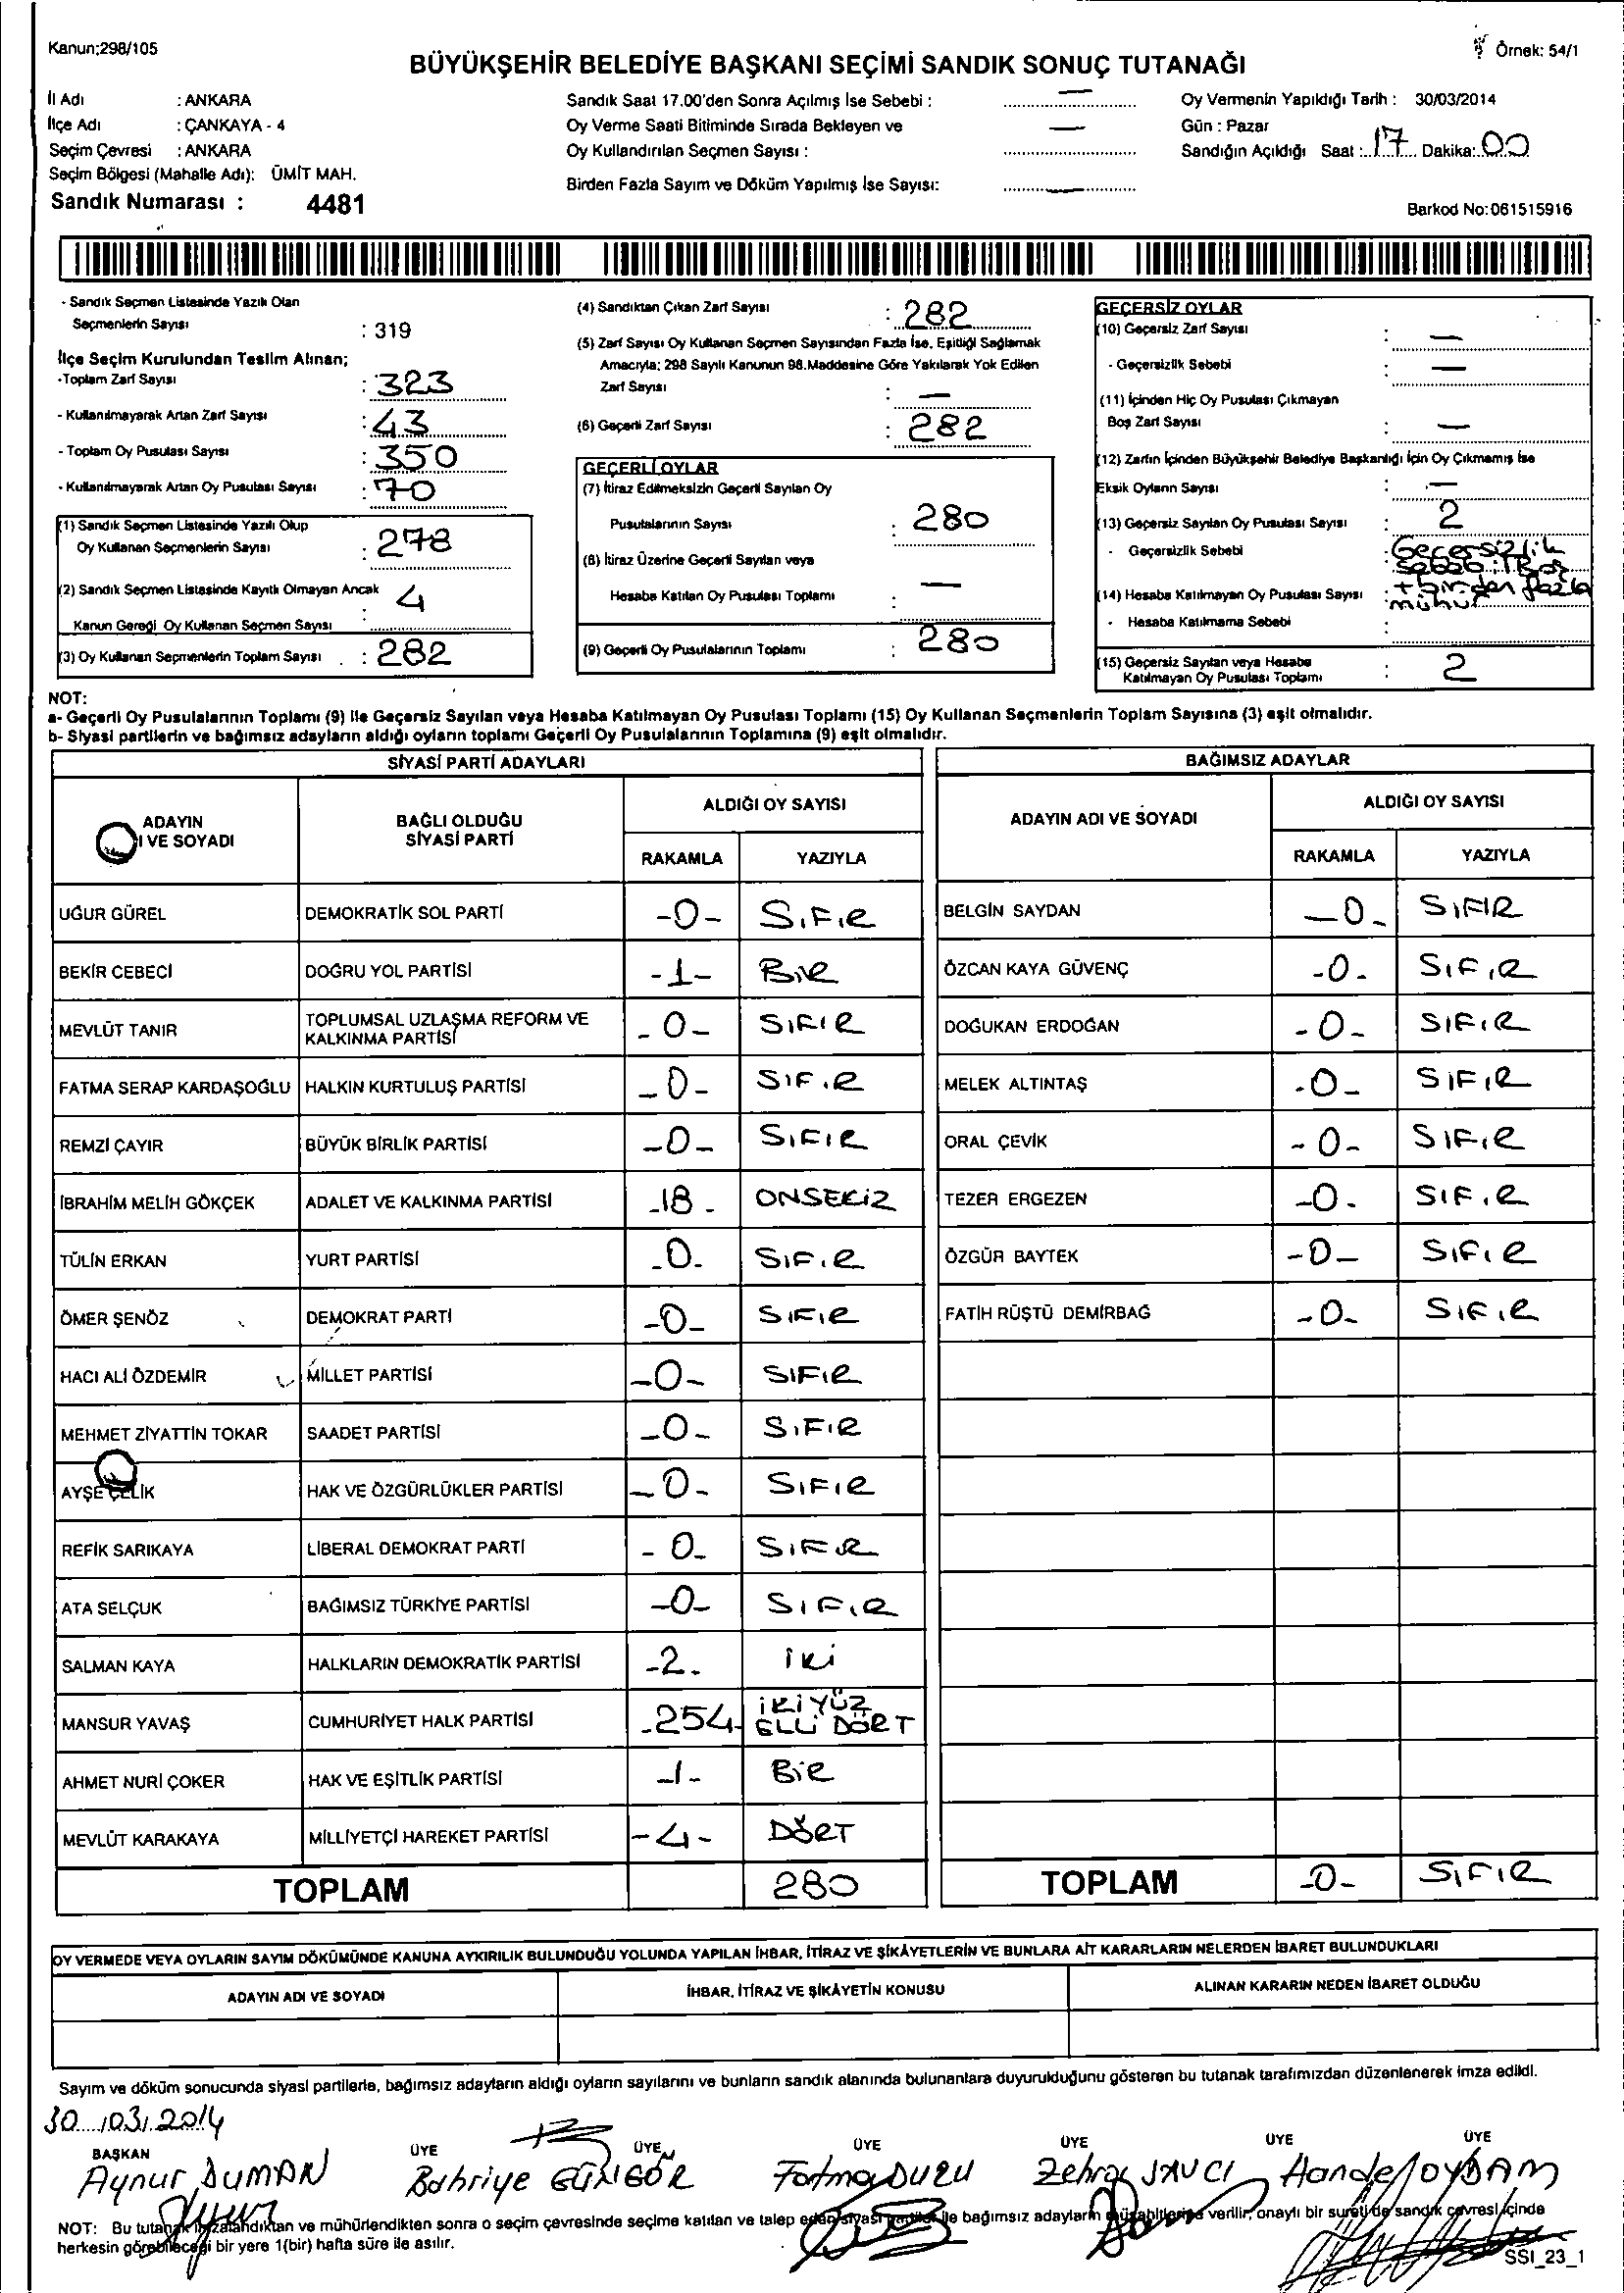 Kanun:298/105
Örnek: 54/1
BÜYÜKŞEHİR BELEDİYE BAŞKANI SEÇİMİ SANDIK SONUÇ TUTANAĞI
İl Adı : ANKARA
İlçe Adı : ÇANKAYA - 4
Seçim Çevresi : ANKARA
Seçim Bölgesi (Mahalle Adı): ÜMİT MAH.
Sandık Numarası : 4481
Sandık Saat 17.00'den Sonra Açılmış İse Sebebi : —
Oy Verme Saati Bitiminde Sırada Bekleyen ve
Oy Kullandırılan Seçmen Sayısı : —
Birden Fazla Sayım ve Döküm Yapılmış İse Sayısı: —
Oy Vermenin Yapıldığı Tarih : 30/03/2014
Gün : Pazar
Sandığın Açıldığı Saat : 17 Dakika: 00
Barkod No:061515916
- Sandık Seçmen Listesinde Yazılı Olan
Seçmenlerin Sayısı : 319
İlçe Seçim Kurulundan Teslim Alınan;
-Toplam Zarf Sayısı : 323
- Kullanılmayarak Artan Zarf Sayısı : 43
- Toplam Oy Pusulası Sayısı : 350
- Kullanılmayarak Artan Oy Pusulası Sayısı : 70
(1) Sandık Seçmen Listesinde Yazılı Olup
Oy Kullanan Seçmenlerin Sayısı : 278
(2) Sandık Seçmen Listesinde Kayıtlı Olmayan Ancak
Kanun Gereği Oy Kullanan Seçmen Sayısı : 4
(3) Oy Kullanan Seçmenlerin Toplam Sayısı : 282
(4) Sandıktan Çıkan Zarf Sayısı : 282
(5) Zarf Sayısı Oy Kullanan Seçmen Sayısından Fazla İse, Eşitliği Sağlamak
Amacıyla; 298 Sayılı Kanunun 98.Maddesine Göre Yakılarak Yok Edilen
Zarf Sayısı : —
(6) Geçerli Zarf Sayısı : 282
GEÇERLİ OYLAR
(7) İtiraz Edilmeksizin Geçerli Sayılan Oy
Pusulalarının Sayısı : 280
(8) İtiraz Üzerine Geçerli Sayılan veya
Hesaba Katılan Oy Pusulası Toplamı : —
(9) Geçerli Oy Pusulalarının Toplamı : 280
GEÇERSİZ OYLAR
(10) Geçersiz Zarf Sayısı : —
- Geçersizlik Sebebi : —
(11) İçinden Hiç Oy Pusulası Çıkmayan
Boş Zarf Sayısı : —
(12) Zarfın İçinden Büyükşehir Belediye Başkanlığı İçin Oy Çıkmamış İse
Eksik Oyların Sayısı : —
(13) Geçersiz Sayılan Oy Pusulası Sayısı : 2
- Geçersizlik Sebebi : Geçersizlik
sebebi: 1 Boş
+ birden fazla
mühür
(14) Hesaba Katılmayan Oy Pusulası Sayısı :
- Hesaba Katılmama Sebebi :
(15) Geçersiz Sayılan veya Hesaba
Katılmayan Oy Pusulası Toplamı : 2
NOT:
a- Geçerli Oy Pusulalarının Toplamı (9) ile Geçersiz Sayılan veya Hesaba Katılmayan Oy Pusulası Toplamı (15) Oy Kullanan Seçmenlerin Toplam Sayısına (3) eşit olmalıdır.
b- Siyasi partilerin ve bağımsız adayların aldığı oyların toplamı Geçerli Oy Pusulalarının Toplamına (9) eşit olmalıdır.
SİYASİ PARTİ ADAYLARI
ADAYIN
I VE SOYADI
BAĞLI OLDUĞU
SİYASİ PARTİ
ALDIĞI OY SAYISI
RAKAMLA YAZIYLA
UĞUR GÜREL DEMOKRATİK SOL PARTİ -0- SIFIR
BEKİR CEBECİ DOĞRU YOL PARTİSİ -1- BİR
MEVLÜT TANIR TOPLUMSAL UZLAŞMA REFORM VE
KALKINMA PARTİSİ -0- SIFIR
FATMA SERAP KARDAŞOĞLU HALKIN KURTULUŞ PARTİSİ -0- SIFIR
REMZİ ÇAYIR BÜYÜK BİRLİK PARTİSİ -0- SIFIR
İBRAHİM MELİH GÖKÇEK ADALET VE KALKINMA PARTİSİ -18- ONSEKİZ
TÜLİN ERKAN YURT PARTİSİ -0- SIFIR
ÖMER ŞENÖZ DEMOKRAT PARTİ -0- SIFIR
HACI ALİ ÖZDEMİR MİLLET PARTİSİ -0- SIFIR
MEHMET ZİYATTİN TOKAR SAADET PARTİSİ -0- SIFIR
AYŞE ÇELİK HAK VE ÖZGÜRLÜKLER PARTİSİ -0- SIFIR
REFİK SARIKAYA LİBERAL DEMOKRAT PARTİ -0- SIFIR
ATA SELÇUK BAĞIMSIZ TÜRKİYE PARTİSİ -0- SIFIR
SALMAN KAYA HALKLARIN DEMOKRATİK PARTİSİ -2- İKİ
MANSUR YAVAŞ CUMHURİYET HALK PARTİSİ -254- İKİYÜZ
ELLİ DÖRT
AHMET NURİ ÇOKER HAK VE EŞİTLİK PARTİSİ -1- BİR
MEVLÜT KARAKAYA MİLLİYETÇİ HAREKET PARTİSİ -4- DÖRT
TOPLAM 280
BAĞIMSIZ ADAYLAR
ADAYIN ADI VE SOYADI
ALDIĞI OY SAYISI
RAKAMLA YAZIYLA
BELGİN SAYDAN -0- SIFIR
ÖZCAN KAYA GÜVENÇ -0- SIFIR
DOĞUKAN ERDOĞAN -0- SIFIR
MELEK ALTINTAŞ -0- SIFIR
ORAL ÇEVİK -0- SIFIR
TEZER ERGEZEN -0- SIFIR
ÖZGÜR BAYTEK -0- SIFIR
FATİH RÜŞTÜ DEMİRBAĞ -0- SIFIR
TOPLAM -0- SIFIR
OY VERMEDE VEYA OYLARIN SAYIM DÖKÜMÜNDE KANUNA AYKIRILIK BULUNDUĞU YOLUNDA YAPILAN İHBAR, İTİRAZ VE ŞİKÂYETLERİN VE BUNLARA AİT KARARLARIN NELERDEN İBARET BULUNDUKLARI
ADAYIN ADI VE SOYADI İHBAR, İTİRAZ VE ŞİKÂYETİN KONUSU ALINAN KARARIN NEDEN İBARET OLDUĞU
Sayım ve döküm sonucunda siyasi partilerle, bağımsız adayların aldığı oyların sayılarını ve bunların sandık alanında bulunanlara duyurulduğunu gösteren bu tutanak tarafımızdan düzenlenerek imza edildi.
30/03/2014
BAŞKAN ÜYE ÜYE ÜYE ÜYE ÜYE ÜYE
Aynur DUMAN Bahriye GÜNGÖR Fatma DURU Zehra SAVCI Hande
NOT: Bu tutanak imzalandıktan ve mühürlendikten sonra o seçim çevresinde seçime katılan ve talep eden siyasi partiler ile bağımsız adayların müşahitlerine verilir, onaylı bir sureti de sandık çevresi içinde
herkesin görebileceği bir yere 1(bir) hafta süre ile asılır.
SSI_23_1